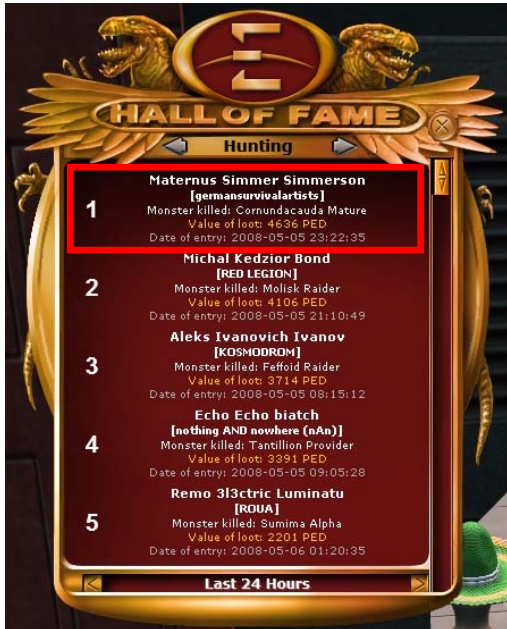 HALL OF FAME
Hunting
1
Maternus Simmer Simmerson
[germansurvivalartists]
Monster killed: Cornundacauda Mature
Value of loot: 4636 PED
Date of entry: 2008-05-05 23:22:35
2
Michal Kedzior Bond
[RED LEGION]
Monster killed: Molisk Raider
Value of loot: 4106 PED
Date of entry: 2008-05-05 21:10:49
3
Aleks Ivanovich Ivanov
[KOSMODROM]
Monster killed: Feffoid Raider
Value of loot: 3714 PED
Date of entry: 2008-05-05 08:15:12
4
Echo Echo biatch
[nothing AND nowhere (nAn)]
Monster killed: Tantillion Provider
Value of loot: 3391 PED
Date of entry: 2008-05-05 09:05:28
5
Remo 3l3ctric Luminatu
[ROUA]
Monster killed: Sumima Alpha
Value of loot: 2201 PED
Date of entry: 2008-05-06 01:20:35
Last 24 Hours